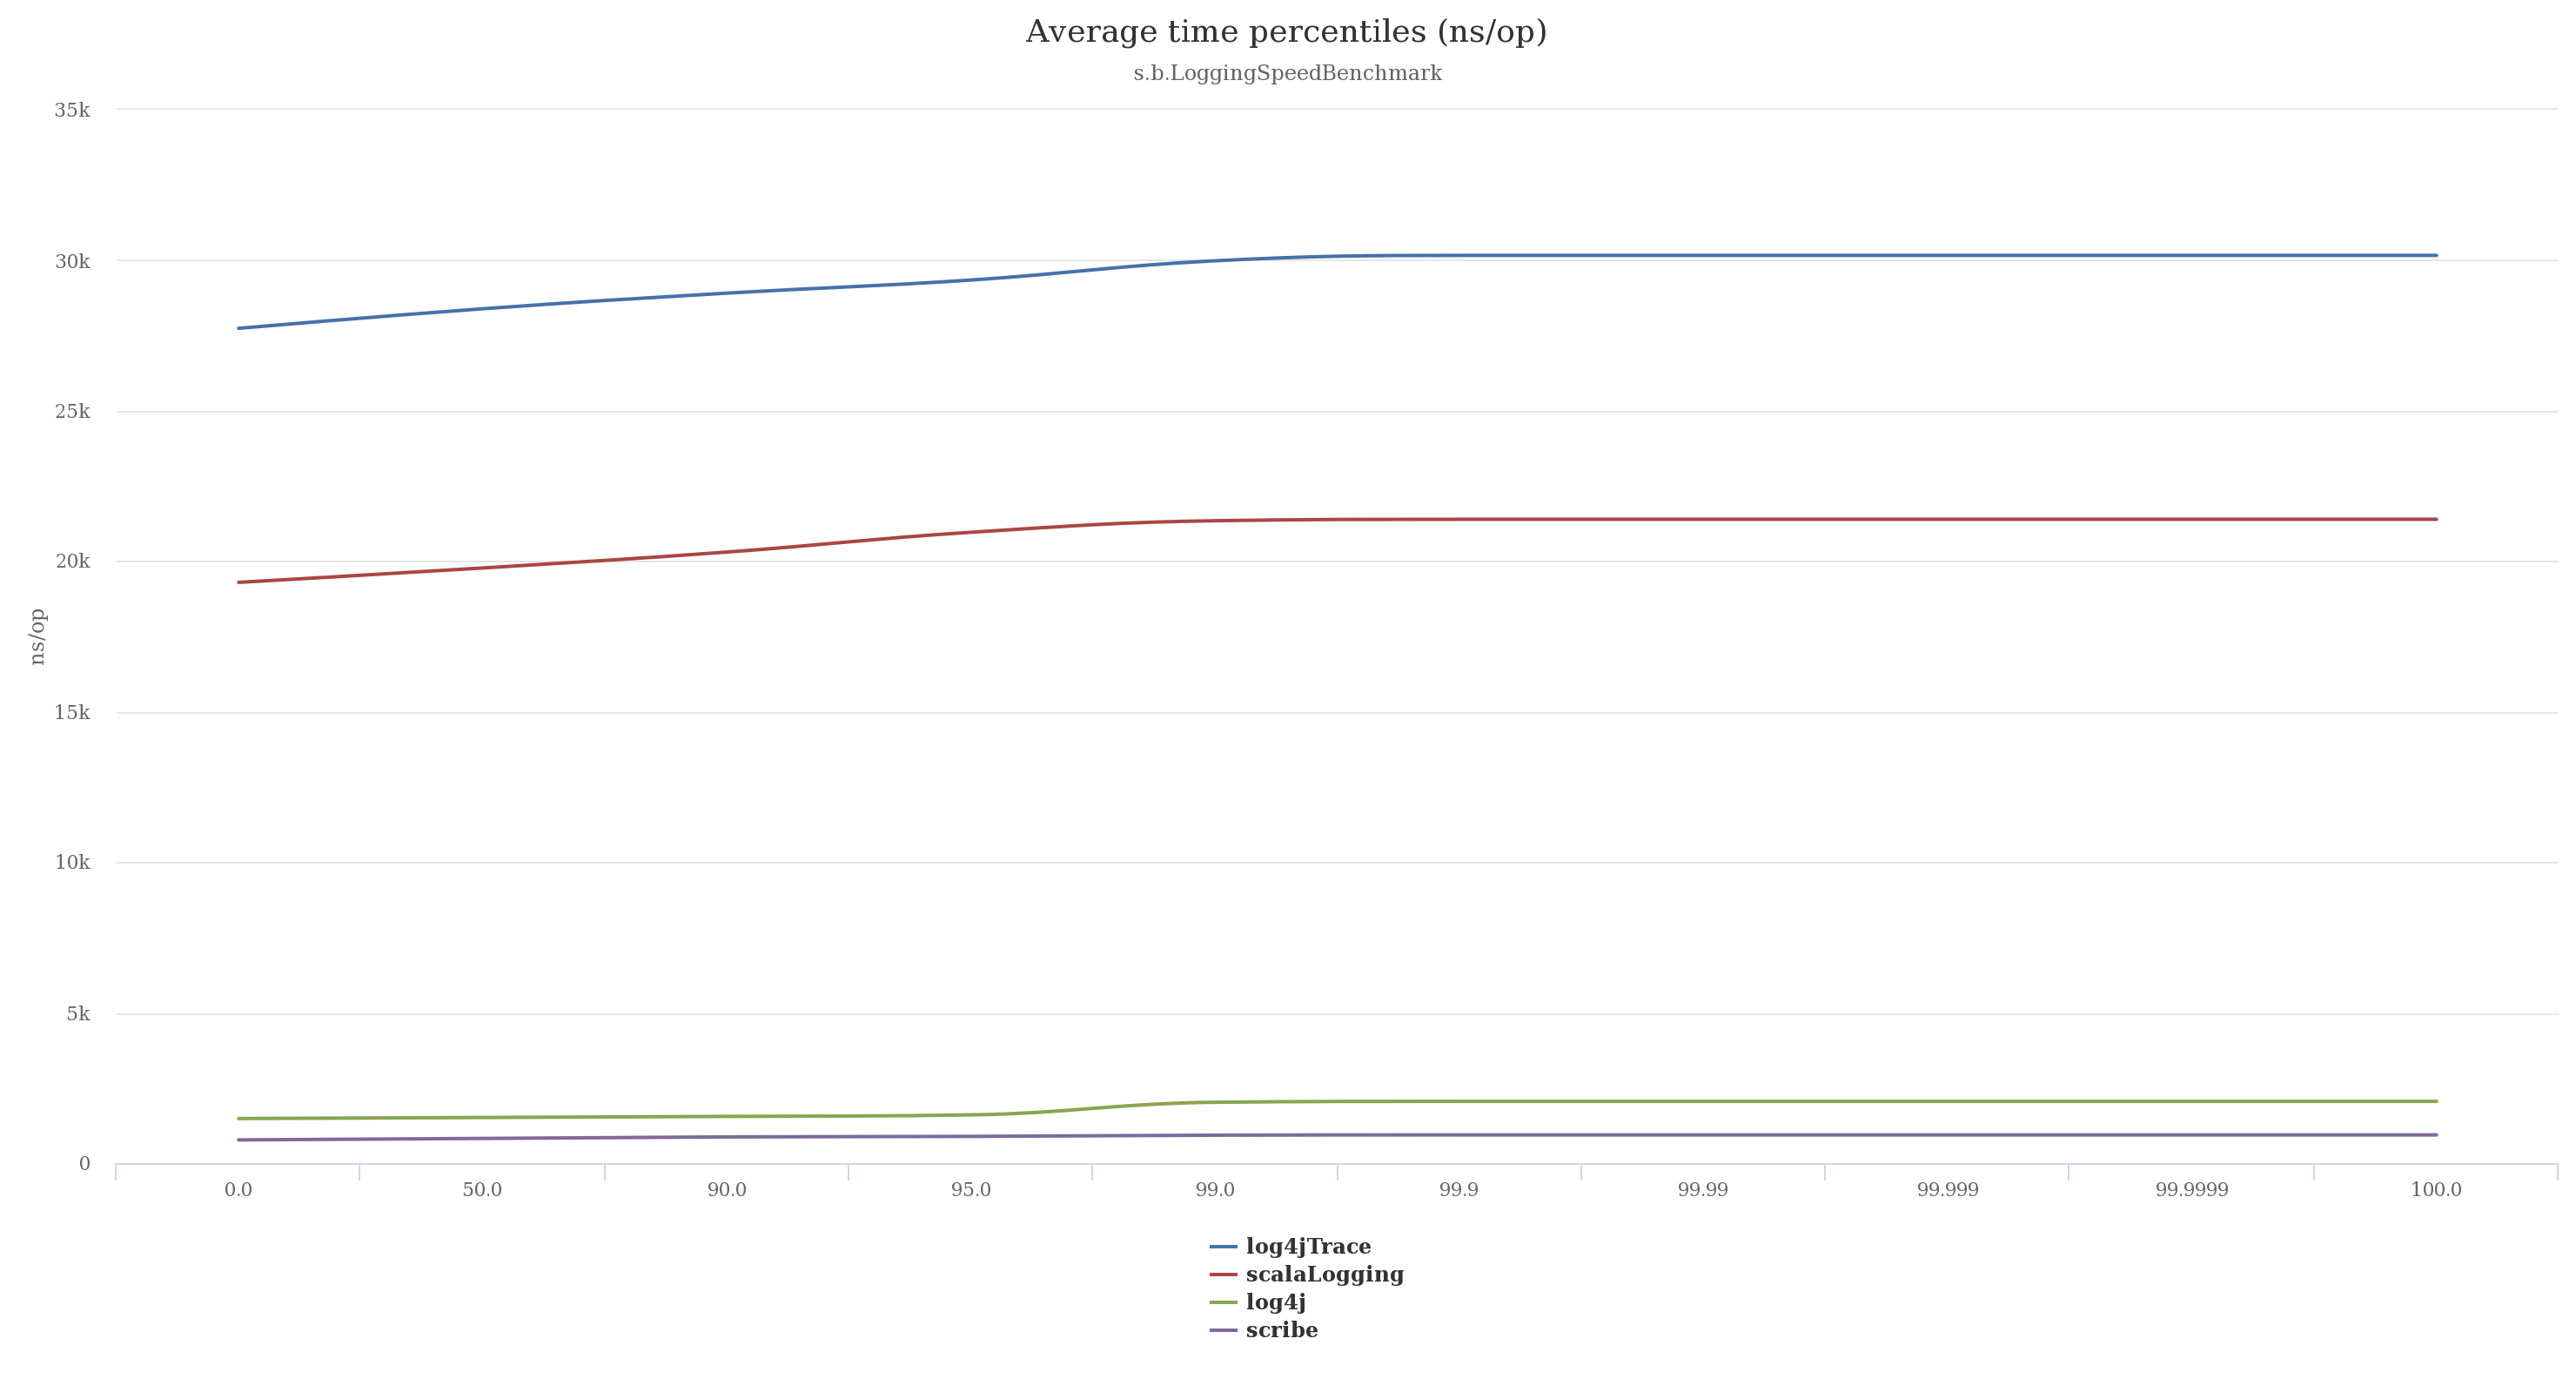 Average time percentiles (ns/op)
s.b.LoggingSpeedBenchmark
35k
30k
25k
20k
15k
10k
5k
0
ns/op
0.0 50.0 90.0 95.0 99.0 99.9 99.99 99.999 99.9999 100.0
log4jTrace
scalaLogging
log4j
scribe